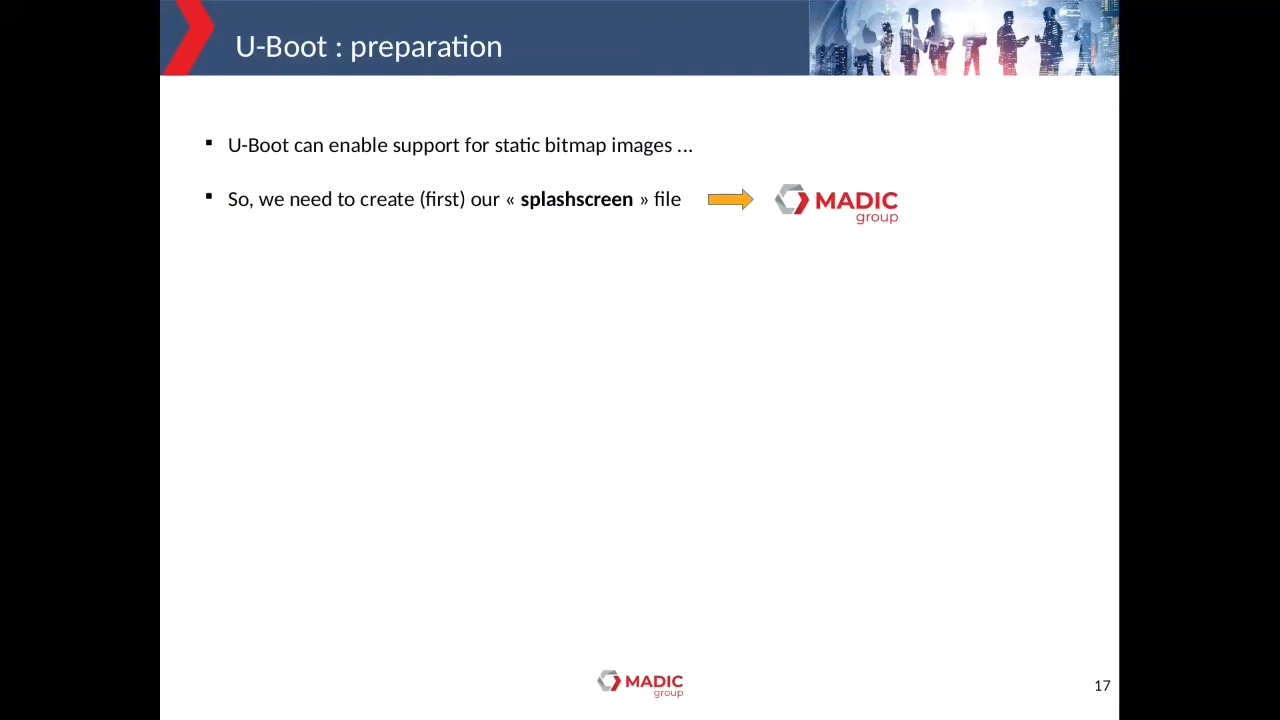 U-Boot : preparation
▪ U-Boot can enable support for static bitmap images ...
▪ So, we need to create (first) our « splashscreen » file
MADIC
group
MADIC
group
17